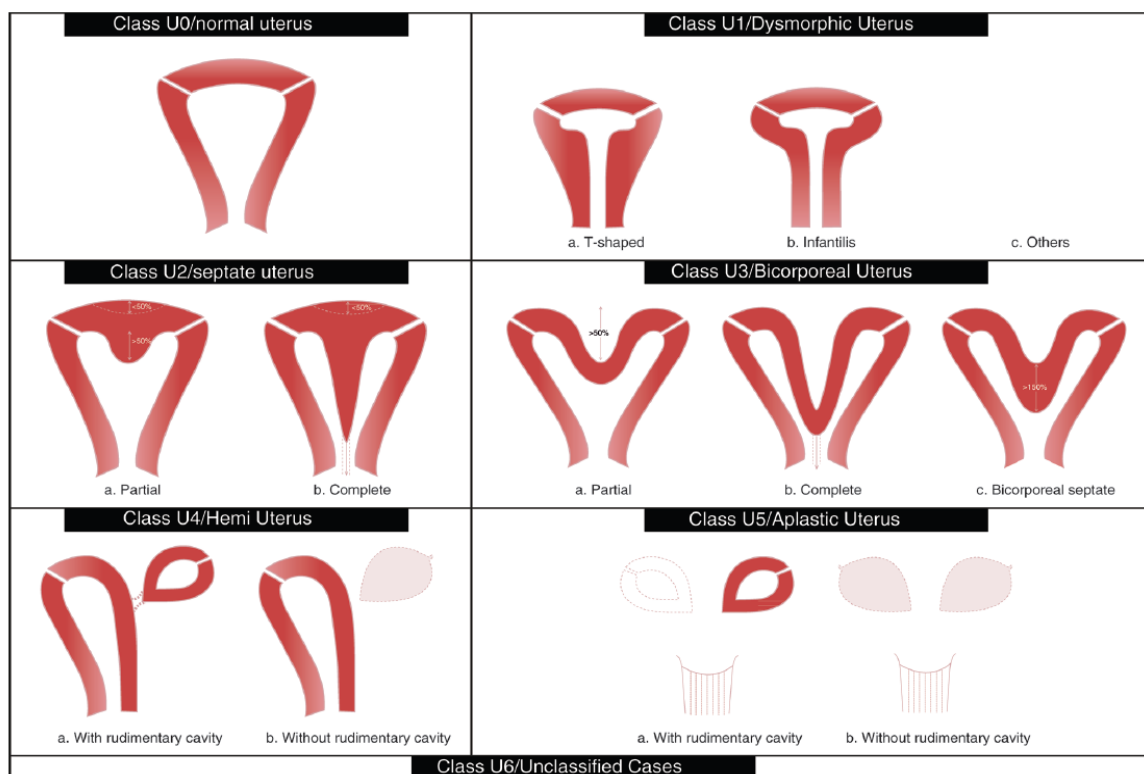 Class U0/normal uterus
Class U1/Dysmorphic Uterus
a. T-shaped
b. Infantilis
c. Others
Class U2/septate uterus
<50%
>50%
<50%
a. Partial
b. Complete
Class U3/Bicorporeal Uterus
>50%
>150%
a. Partial
b. Complete
c. Bicorporeal septate
Class U4/Hemi Uterus
a. With rudimentary cavity
b. Without rudimentary cavity
Class U5/Aplastic Uterus
a. With rudimentary cavity
b. Without rudimentary cavity
Class U6/Unclassified Cases